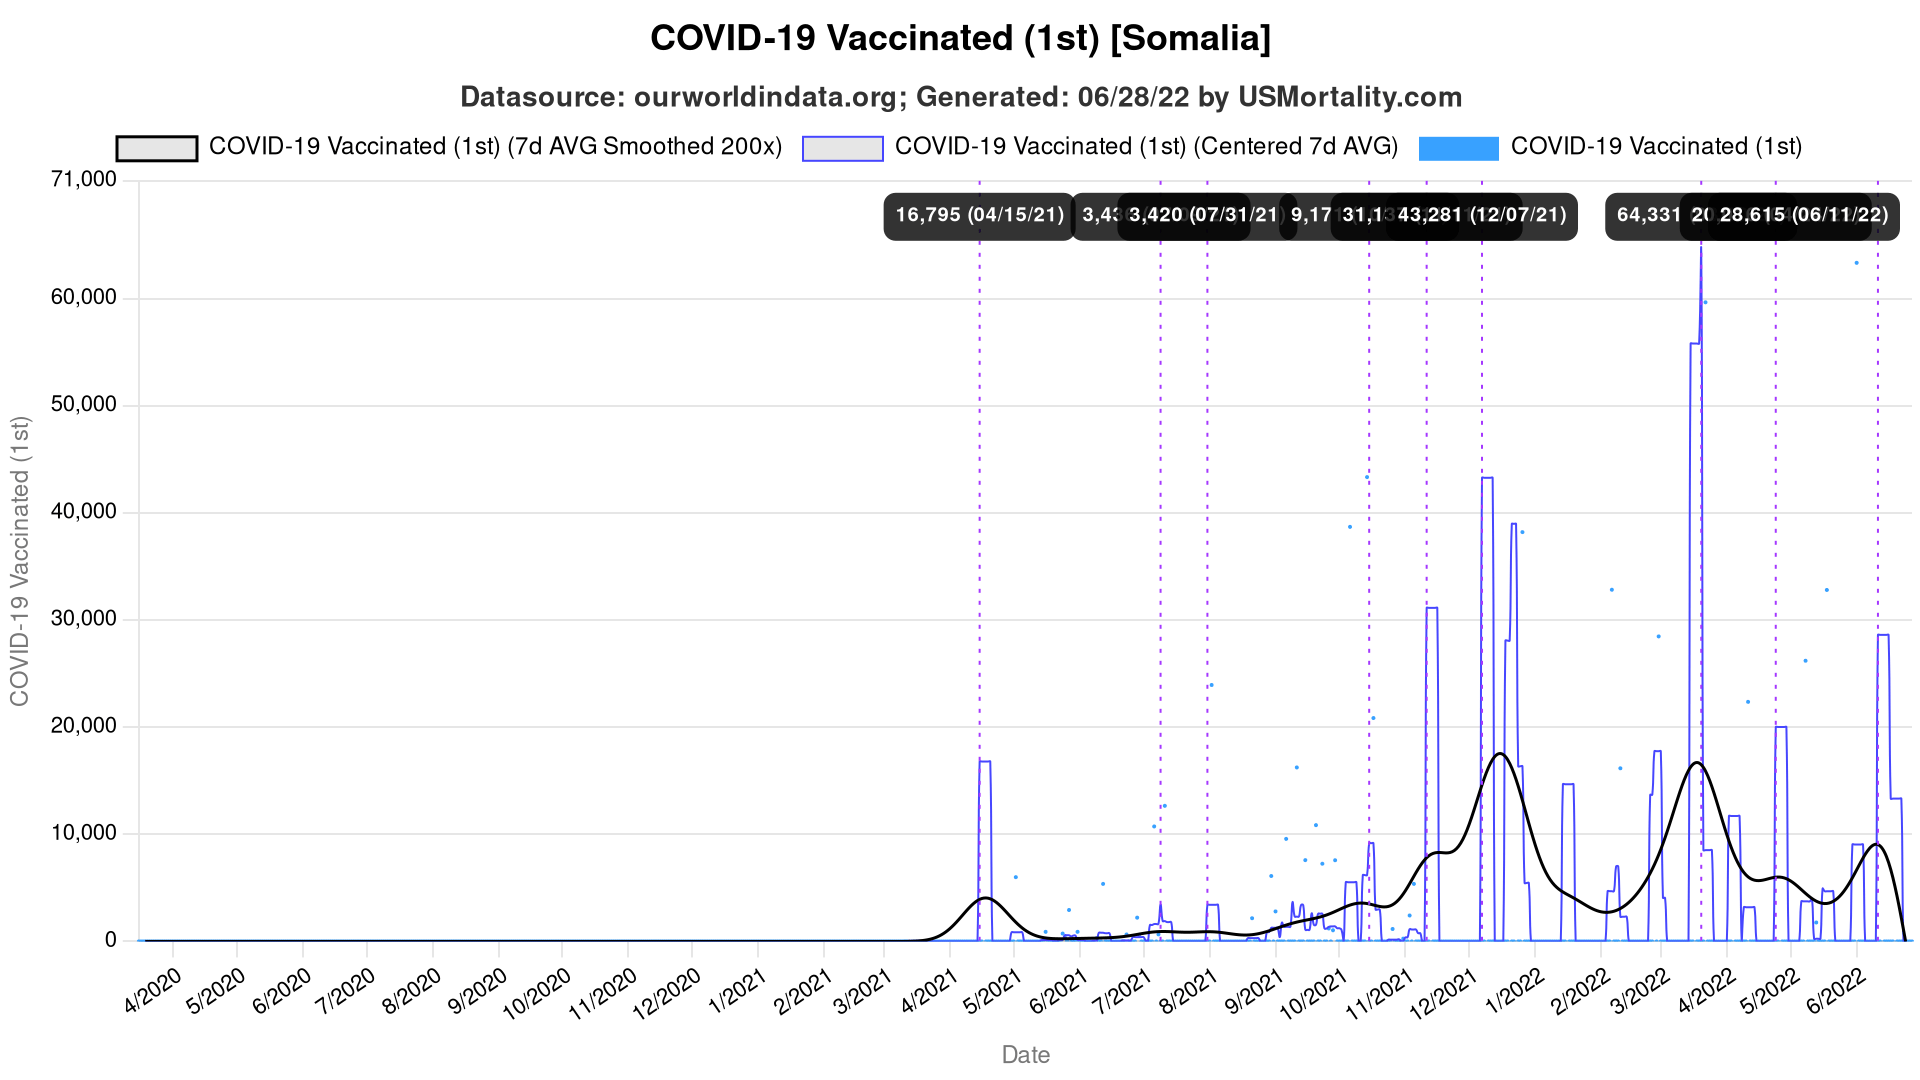 COVID-19 Vaccinated (1st) [Somalia]
Datasource: ourworldindata.org; Generated: 06/28/22 by USMortality.com
COVID-19 Vaccinated (1st) (7d AVG Smoothed 200x) COVID-19 Vaccinated (1st) (Centered 7d AVG) COVID-19 Vaccinated (1st)
71,000
16,795 (04/15/21) 3,420 (07/31/21) 43,281 (12/07/21) 64,331 28,615 (06/11/22)
60,000
50,000
40,000
30,000
20,000
10,000
0
COVID-19 Vaccinated (1st)
4/2020 5/2020 6/2020 7/2020 8/2020 9/2020 10/2020 11/2020 12/2020 1/2021 2/2021 3/2021 4/2021 5/2021 6/2021 7/2021 8/2021 9/2021 10/2021 11/2021 12/2021 1/2022 2/2022 3/2022 4/2022 5/2022 6/2022
Date